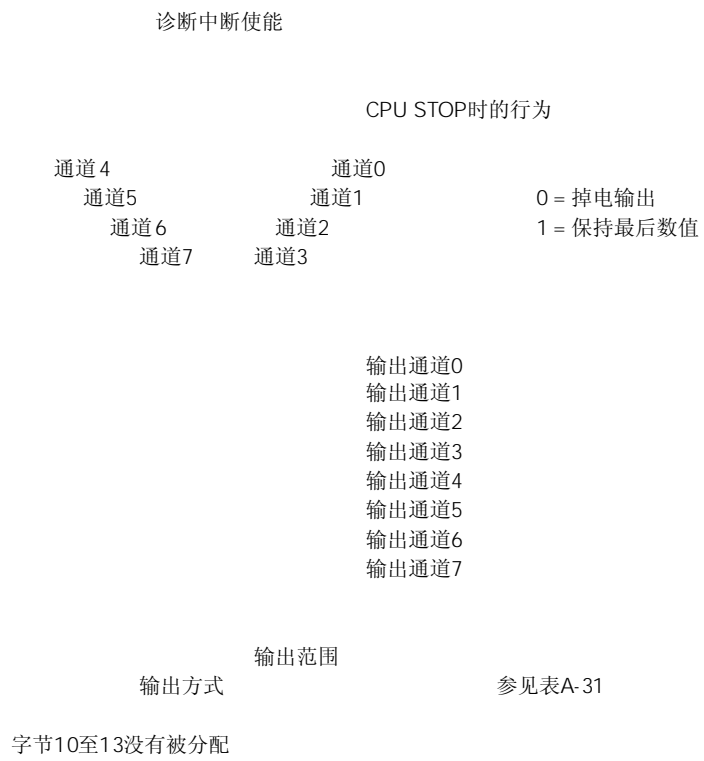 诊断中断使能
CPU STOP时的行为
通道4 通道0
通道5 通道1 0 = 掉电输出
通道6 通道2 1 = 保持最后数值
通道7 通道3
输出通道0
输出通道1
输出通道2
输出通道3
输出通道4
输出通道5
输出通道6
输出通道7
输出范围
输出方式 参见表A-31
字节10至13没有被分配